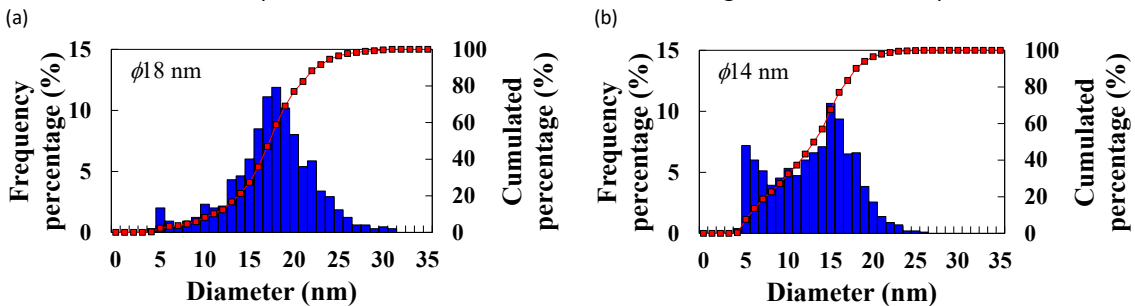 (a)
ϕ18 nm
Frequency percentage (%)
15
10
5
0
Cumulated percentage (%)
100
80
60
40
20
0
0 5 10 15 20 25 30 35
Diameter (nm)
(b)
ϕ14 nm
Frequency percentage (%)
15
10
5
0
Cumulated percentage (%)
100
80
60
40
20
0
0 5 10 15 20 25 30 35
Diameter (nm)